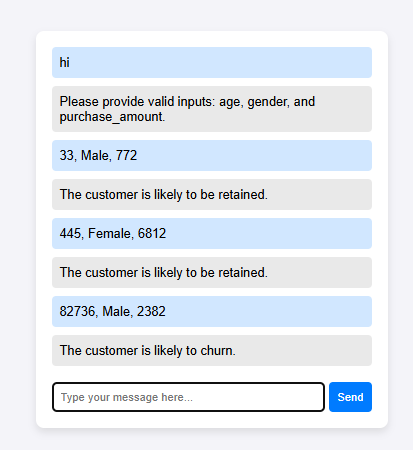 hi
Please provide valid inputs: age, gender, and
purchase_amount.
33, Male, 772
The customer is likely to be retained.
445, Female, 6812
The customer is likely to be retained.
82736, Male, 2382
The customer is likely to churn.
Type your message here...
Send